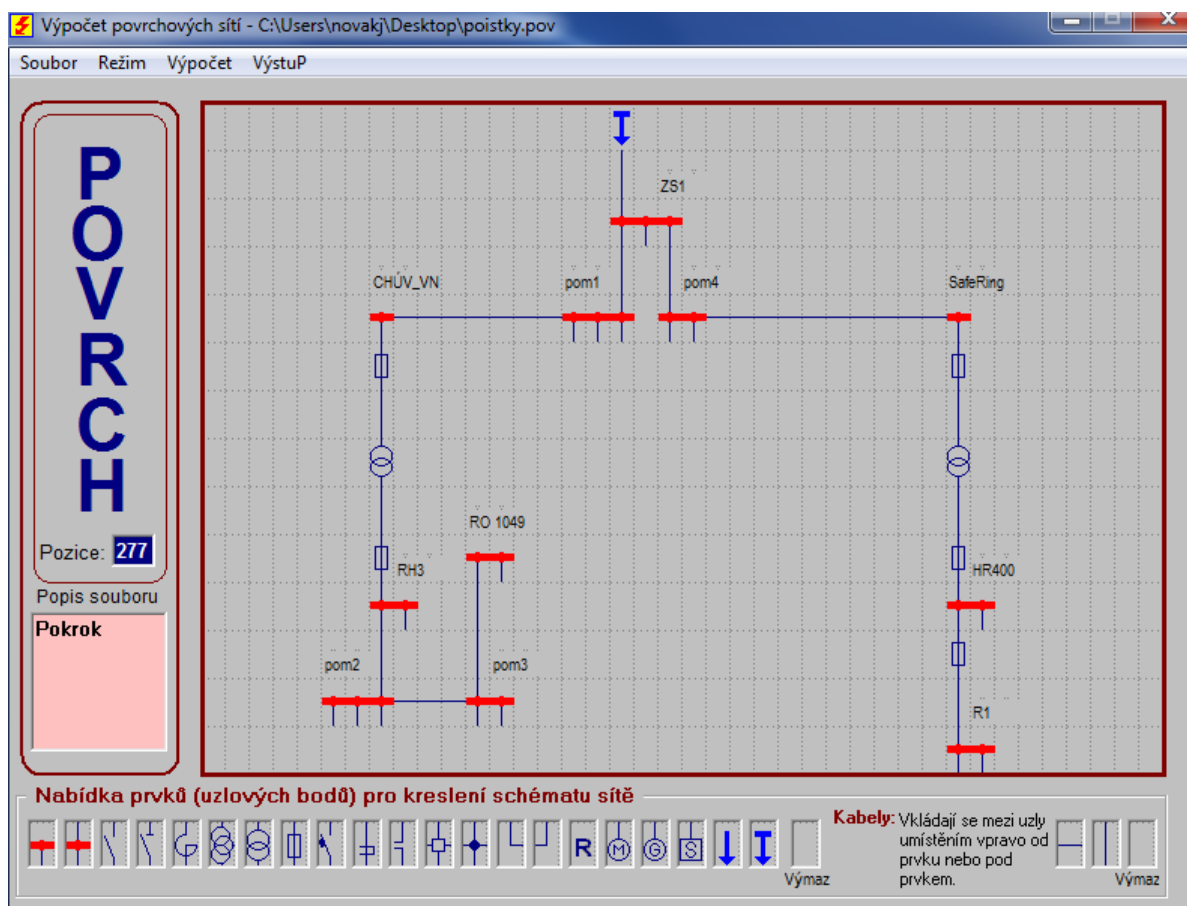 Výpočet povrchových sítí - C:\Users\novakj\Desktop\poistky.pov
Soubor Režim Výpočet VýstuP
POVRCH
Pozice: 277
Popis souboru
Pokrok
ZS1
CHÚV_VN
pom1
pom4
SafeRing
RO 1049
RH3
HR400
pom2
pom3
R1
Nabídka prvků (uzlových bodů) pro kreslení schématu sítě
R
M
G
S
Výmaz
Kabely: Vkládají se mezi uzly
umístěním vpravo od
prvku nebo pod
prvkem.
Výmaz